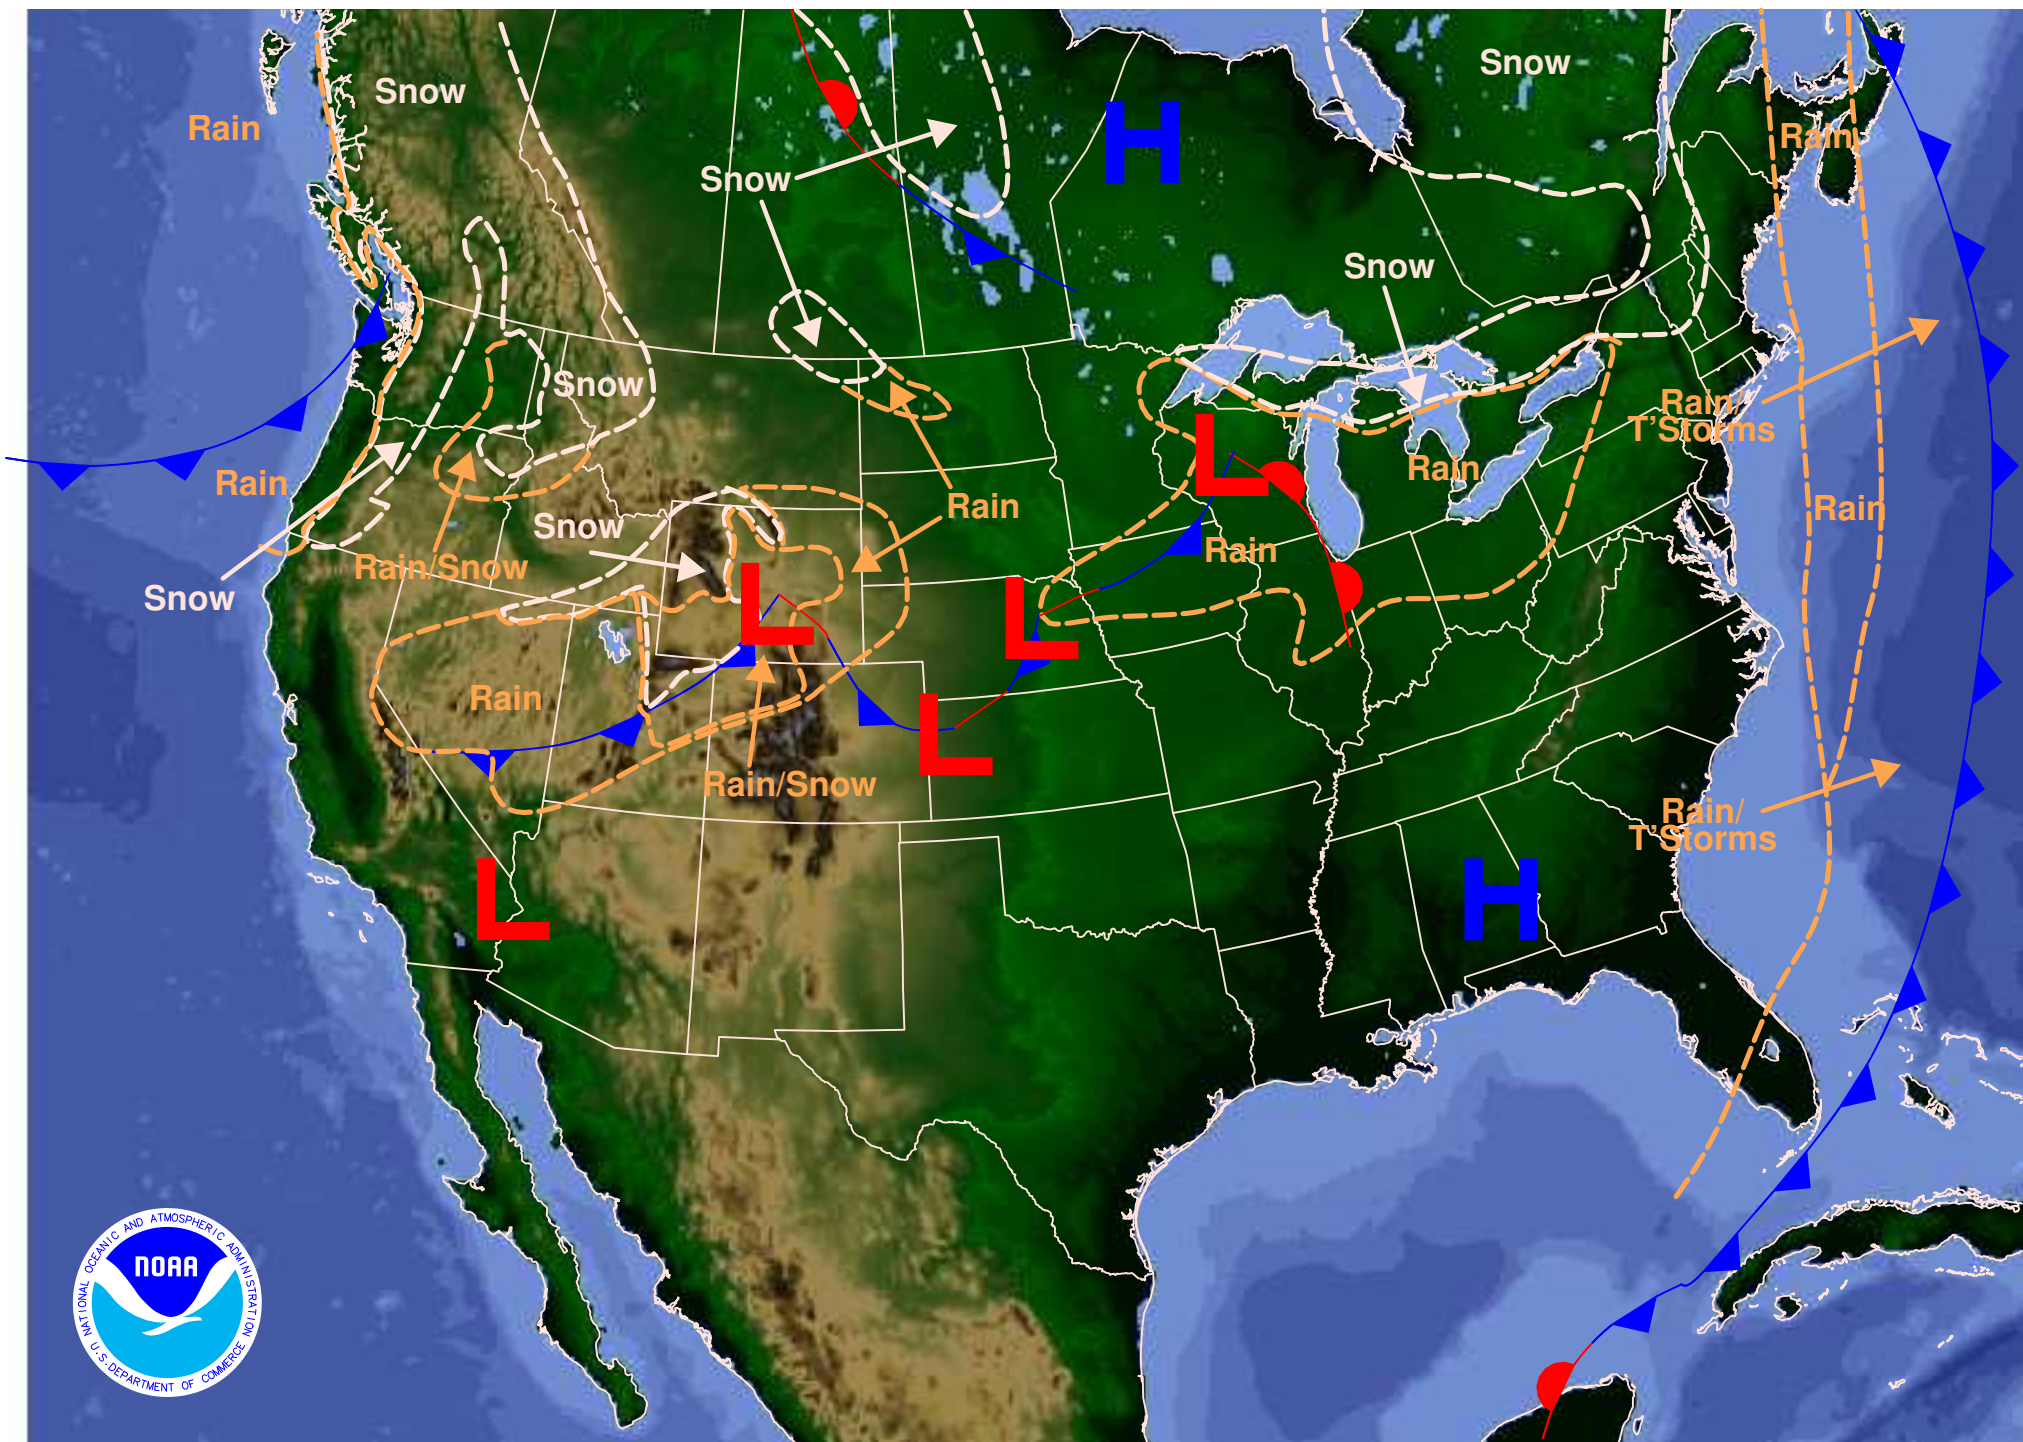 Snow
Snow
Rain
Rain
Snow
Snow
Snow
Rain/
T'Storms
Rain
Rain
Snow
Rain
Rain
Snow
Rain
Rain/Snow
Snow
Rain
Rain/Snow
Rain/
T'Storms
H
L
L
L
L
L
H
NATIONAL OCEANIC AND ATMOSPHERIC ADMINISTRATION
NOAA
U.S. DEPARTMENT OF COMMERCE